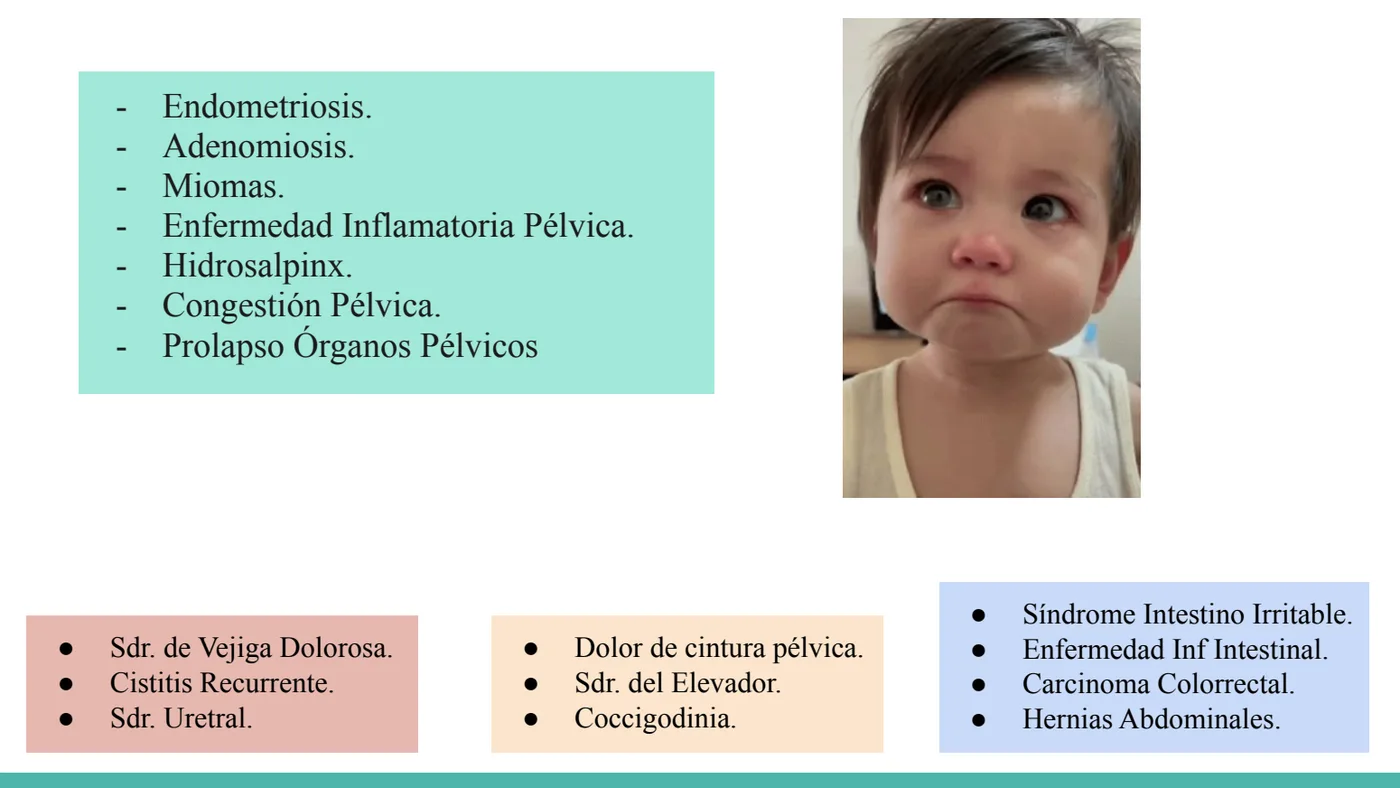 - Endometriosis.
- Adenomiosis.
- Miomas.
- Enfermedad Inflamatoria Pélvica.
- Hidrosalpinx.
- Congestión Pélvica.
- Prolapso Órganos Pélvicos
● Sdr. de Vejiga Dolorosa.
● Cistitis Recurrente.
● Sdr. Uretral.
● Dolor de cintura pélvica.
● Sdr. del Elevador.
● Coccigodinia.
● Síndrome Intestino Irritable.
● Enfermedad Inf Intestinal.
● Carcinoma Colorrectal.
● Hernias Abdominales.